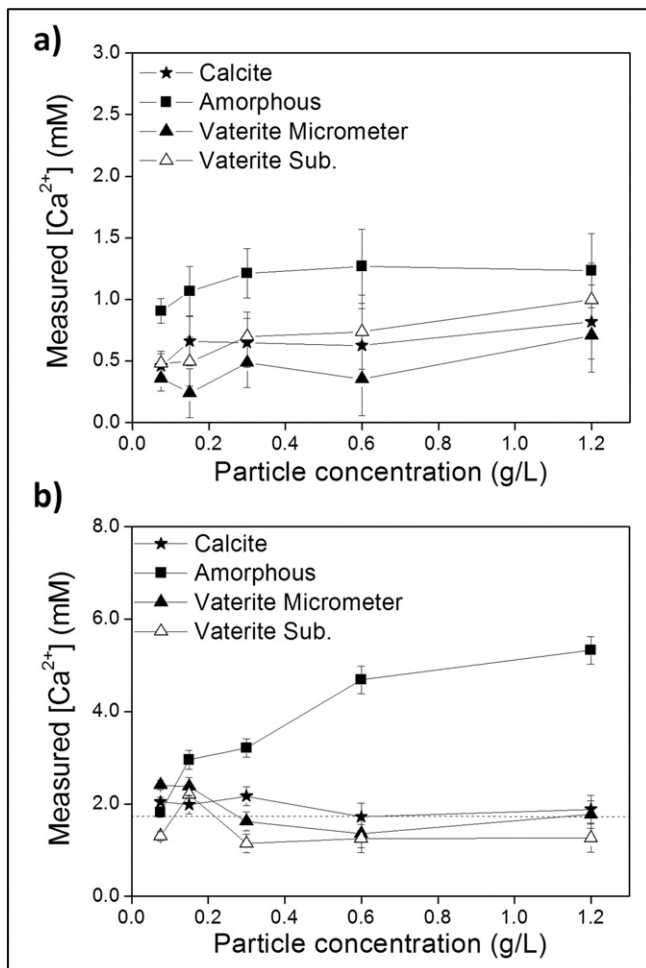 a)
3.0
2.5
2.0
1.5
1.0
0.5
0.0
Measured [Ca²⁺] (mM)
Calcite
Amorphous
Vaterite Micrometer
Vaterite Sub.
0.0 0.2 0.4 0.6 0.8 1.0 1.2
Particle concentration (g/L)
b)
8.0
6.0
4.0
2.0
0.0
Measured [Ca²⁺] (mM)
Calcite
Amorphous
Vaterite Micrometer
Vaterite Sub.
0.0 0.2 0.4 0.6 0.8 1.0 1.2
Particle concentration (g/L)